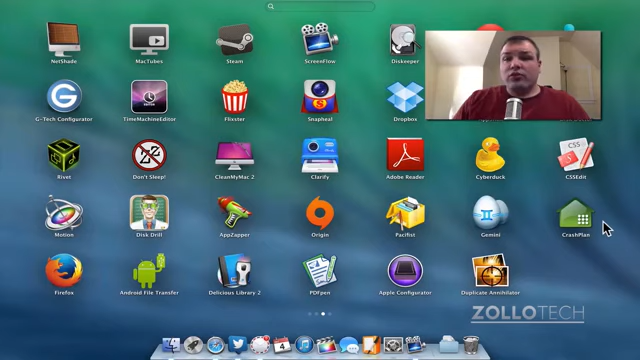 NetShade MacTubes Steam ScreenFlow Diskeeper
G-Tech Configurator TimeMachineEditor Flixster Snapheal Dropbox
Rivet Don't Sleep! CleanMyMac 2 Clarify Adobe Reader Cyberduck CSSEdit
Motion Disk Drill AppZapper Origin Pacifist Gemini CrashPlan
Firefox Android File Transfer Delicious Library 2 PDFpen Apple Configurator Duplicate Annihilator
ZOLLOTECH
4